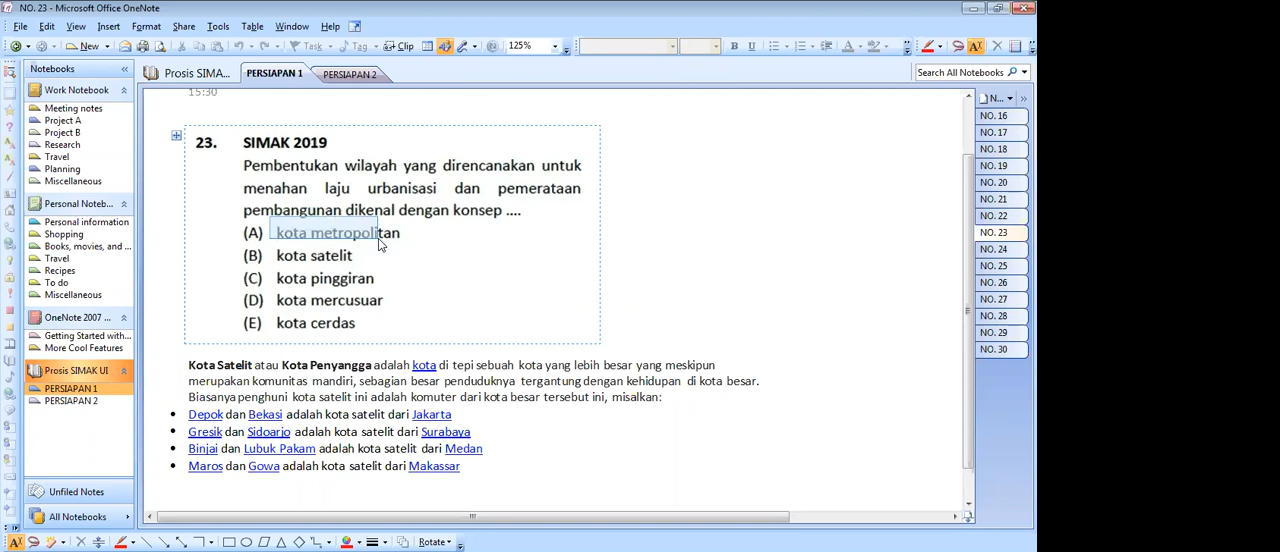 NO. 23 - Microsoft Office OneNote
File Edit View Insert Format Share Tools Table Window Help
New Task Tag Clip 125% B U A
Notebooks «
Prosis SIMA... PERSIAPAN 1 PERSIAPAN 2
Search All Notebooks
Work Notebook
Meeting notes
Project A
Project B
Research
Travel
Planning
Miscellaneous
Personal Noteb...
Personal information
Shopping
Books, movies, and ...
Travel
Recipes
To do
Miscellaneous
OneNote 2007 ...
Getting Started with...
More Cool Features
Prosis SIMAK UI
PERSIAPAN 1
PERSIAPAN 2
Unfiled Notes
All Notebooks
15:30
23. SIMAK 2019
Pembentukan wilayah yang direncanakan untuk
menahan laju urbanisasi dan pemerataan
pembangunan dikenal dengan konsep ....
(A) kota metropolitan
(B) kota satelit
(C) kota pinggiran
(D) kota mercusuar
(E) kota cerdas
Kota Satelit atau Kota Penyangga adalah kota di tepi sebuah kota yang lebih besar yang meskipun
merupakan komunitas mandiri, sebagian besar penduduknya tergantung dengan kehidupan di kota besar.
Biasanya penghuni kota satelit ini adalah komuter dari kota besar tersebut ini, misalkan:
• Depok dan Bekasi adalah kota satelit dari Jakarta
• Gresik dan Sidoarjo adalah kota satelit dari Surabaya
• Binjai dan Lubuk Pakam adalah kota satelit dari Medan
• Maros dan Gowa adalah kota satelit dari Makassar
N... »
NO. 16
NO. 17
NO. 18
NO. 19
NO. 20
NO. 21
NO. 22
NO. 23
NO. 24
NO. 25
NO. 26
NO. 27
NO. 28
NO. 29
NO. 30
Rotate